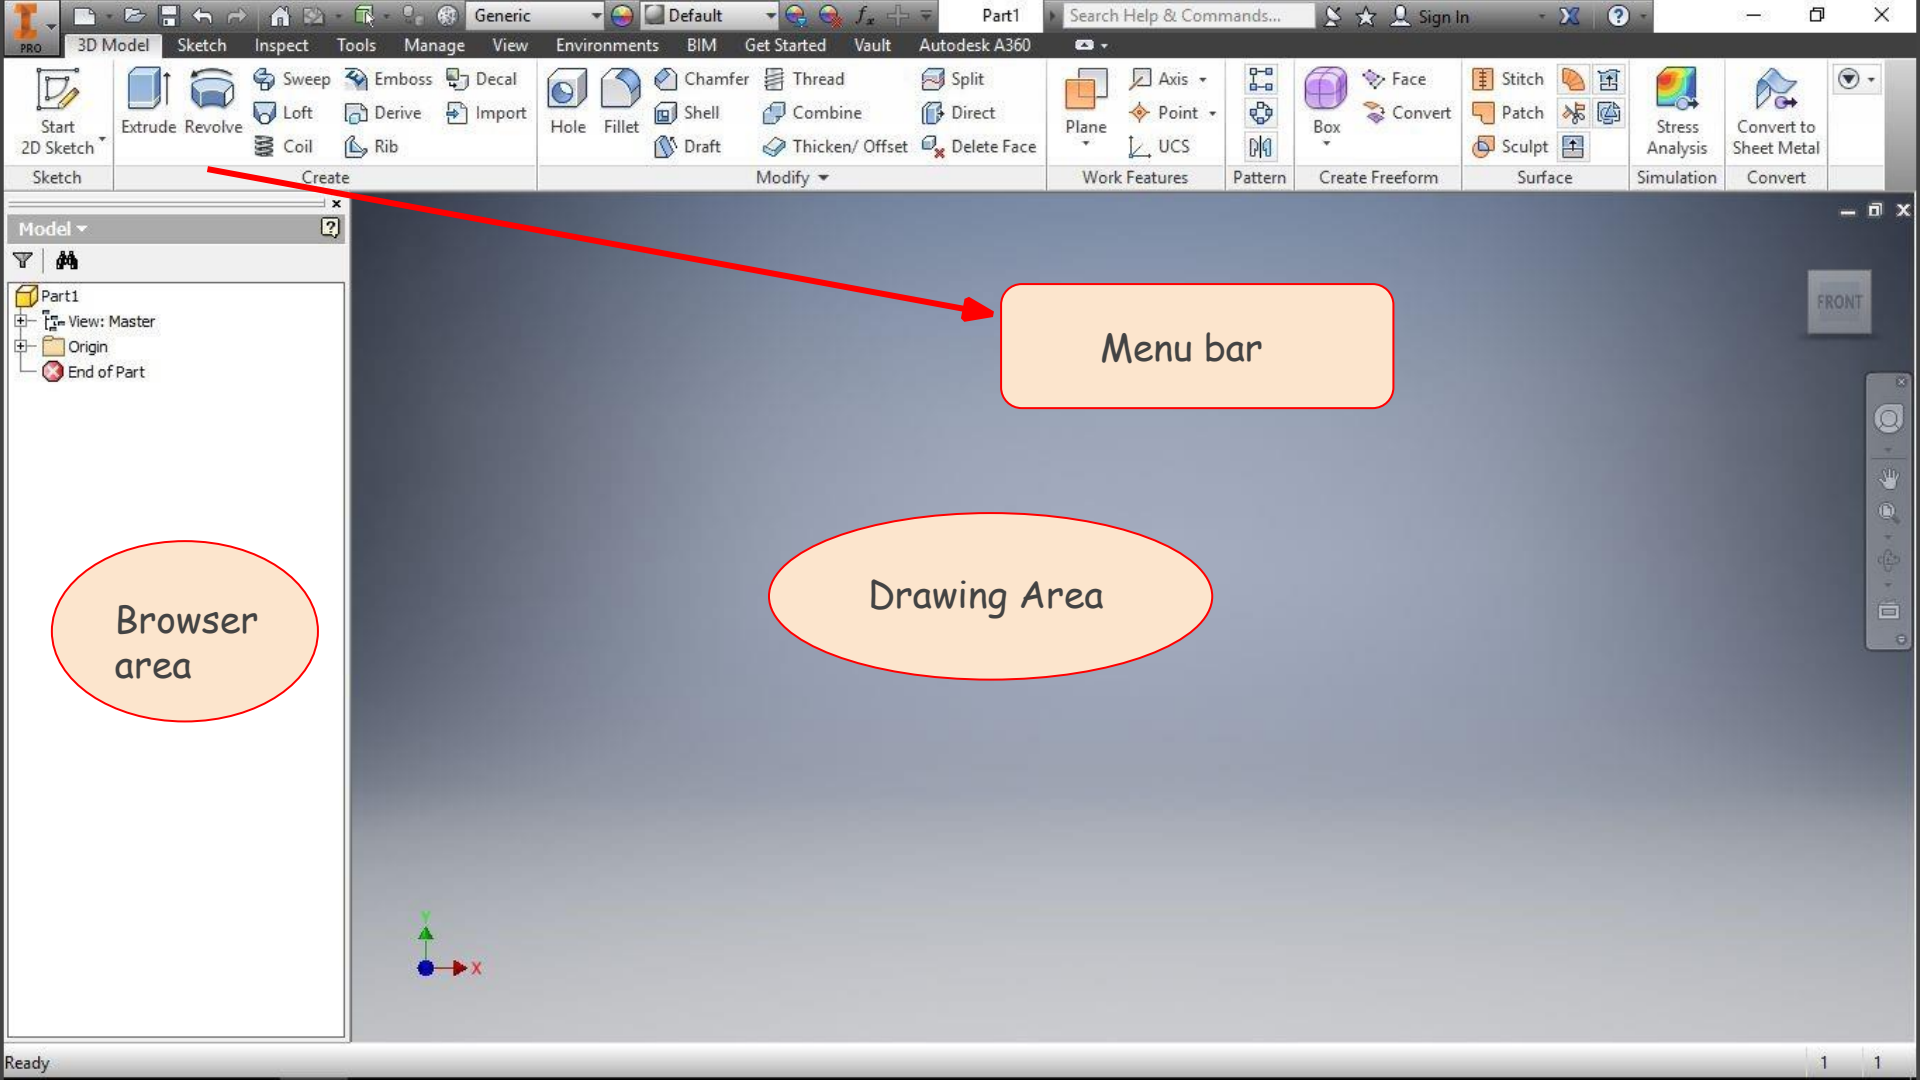 Generic Default Part1 Search Help & Commands... Sign In
PRO 3D Model Sketch Inspect Tools Manage View Environments BIM Get Started Vault Autodesk A360
Start
2D Sketch
Extrude Revolve
Sweep Emboss Decal
Loft Derive Import
Coil Rib
Hole Fillet
Chamfer Thread Split
Shell Combine Direct
Draft Thicken/ Offset Delete Face
Plane
Axis
Point
UCS
Box
Face
Convert
Stitch
Patch
Sculpt
Stress
Analysis
Convert to
Sheet Metal
Sketch Create Modify Work Features Pattern Create Freeform Surface Simulation Convert
Model
Part1
View: Master
Origin
End of Part
FRONT
Menu bar
Drawing Area
Browser
area
Y
X
Ready 1 1